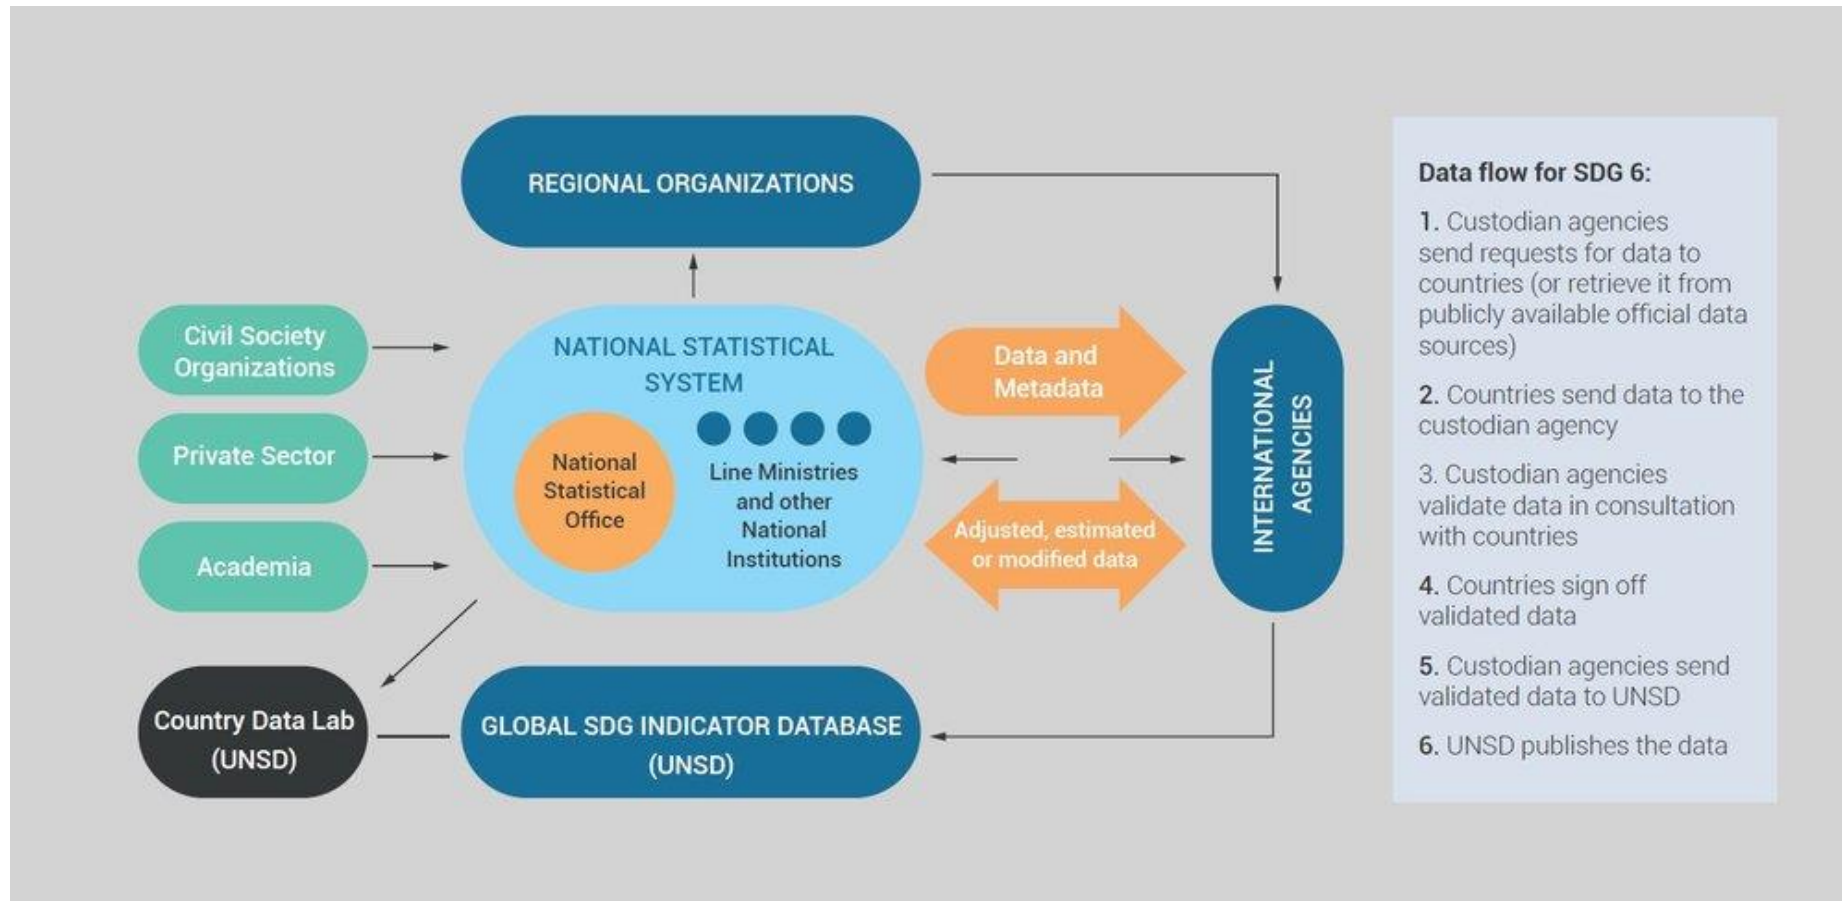 REGIONAL ORGANIZATIONS
Civil Society
Organizations
Private Sector
Academia
NATIONAL STATISTICAL
SYSTEM
National
Statistical
Office
Line Ministries
and other
National
Institutions
Data and
Metadata
Adjusted, estimated
or modified data
INTERNATIONAL
AGENCIES
Country Data Lab
(UNSD)
GLOBAL SDG INDICATOR DATABASE
(UNSD)
Data flow for SDG 6:
1. Custodian agencies
send requests for data to
countries (or retrieve it from
publicly available official data
sources)
2. Countries send data to the
custodian agency
3. Custodian agencies
validate data in consultation
with countries
4. Countries sign off
validated data
5. Custodian agencies send
validated data to UNSD
6. UNSD publishes the data